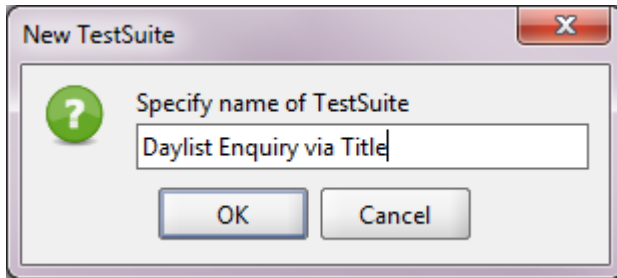 New TestSuite
Specify name of TestSuite
Daylist Enquiry via Title
OK
Cancel